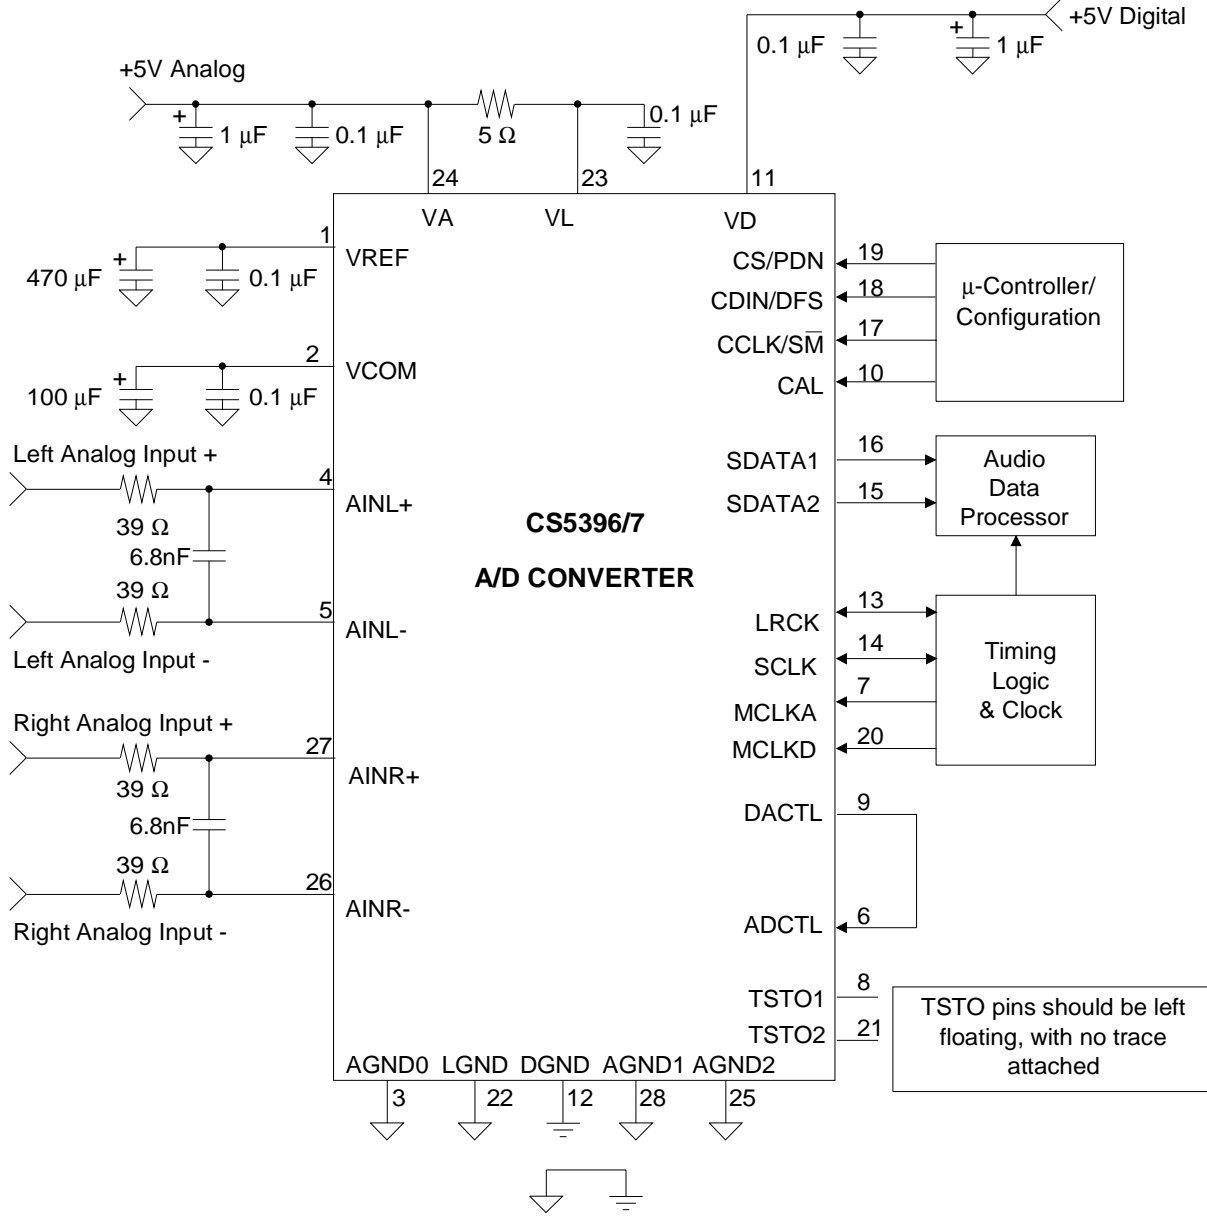 +5V Digital
0.1 μF
+
1 μF
+5V Analog
+
1 μF
0.1 μF
5 Ω
0.1 μF
24
23
11
VA
VL
VD
1
VREF
+
470 μF
0.1 μF
2
VCOM
+
100 μF
0.1 μF
Left Analog Input +
39 Ω
4
AINL+
6.8nF
39 Ω
5
AINL-
Left Analog Input -
Right Analog Input +
39 Ω
27
AINR+
6.8nF
39 Ω
26
AINR-
Right Analog Input -
CS5396/7
A/D CONVERTER
CS/PDN
19
CDIN/DFS
18
CCLK/SM̅
17
CAL
10
μ-Controller/
Configuration
SDATA1
16
SDATA2
15
Audio
Data
Processor
LRCK
13
SCLK
14
MCLKA
7
MCLKD
20
Timing
Logic
& Clock
DACTL
9
ADCTL
6
TSTO1
8
TSTO2
21
TSTO pins should be left
floating, with no trace
attached
AGND0 LGND DGND AGND1 AGND2
3
22
12
28
25